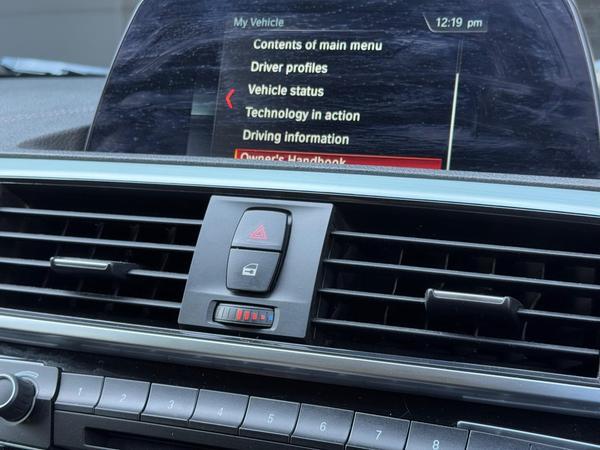 My Vehicle
12:19 pm
Contents of main menu
Driver profiles
Vehicle status
Technology in action
Driving information
Owner's Handbook
1 2 3 4 5 6 7 8